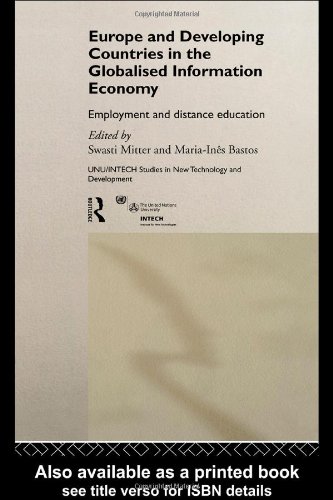 Europe and Developing
Countries in the
Globalised Information
Economy
Employment and distance education
Edited by
Swasti Mitter and Maria-Inês Bastos
UNU/INTECH Studies in New Technology and
Development
ROUTLEDGE
The United Nations
University
INTECH
Institute for New Technologies
Also available as a printed book
see title verso for ISBN details